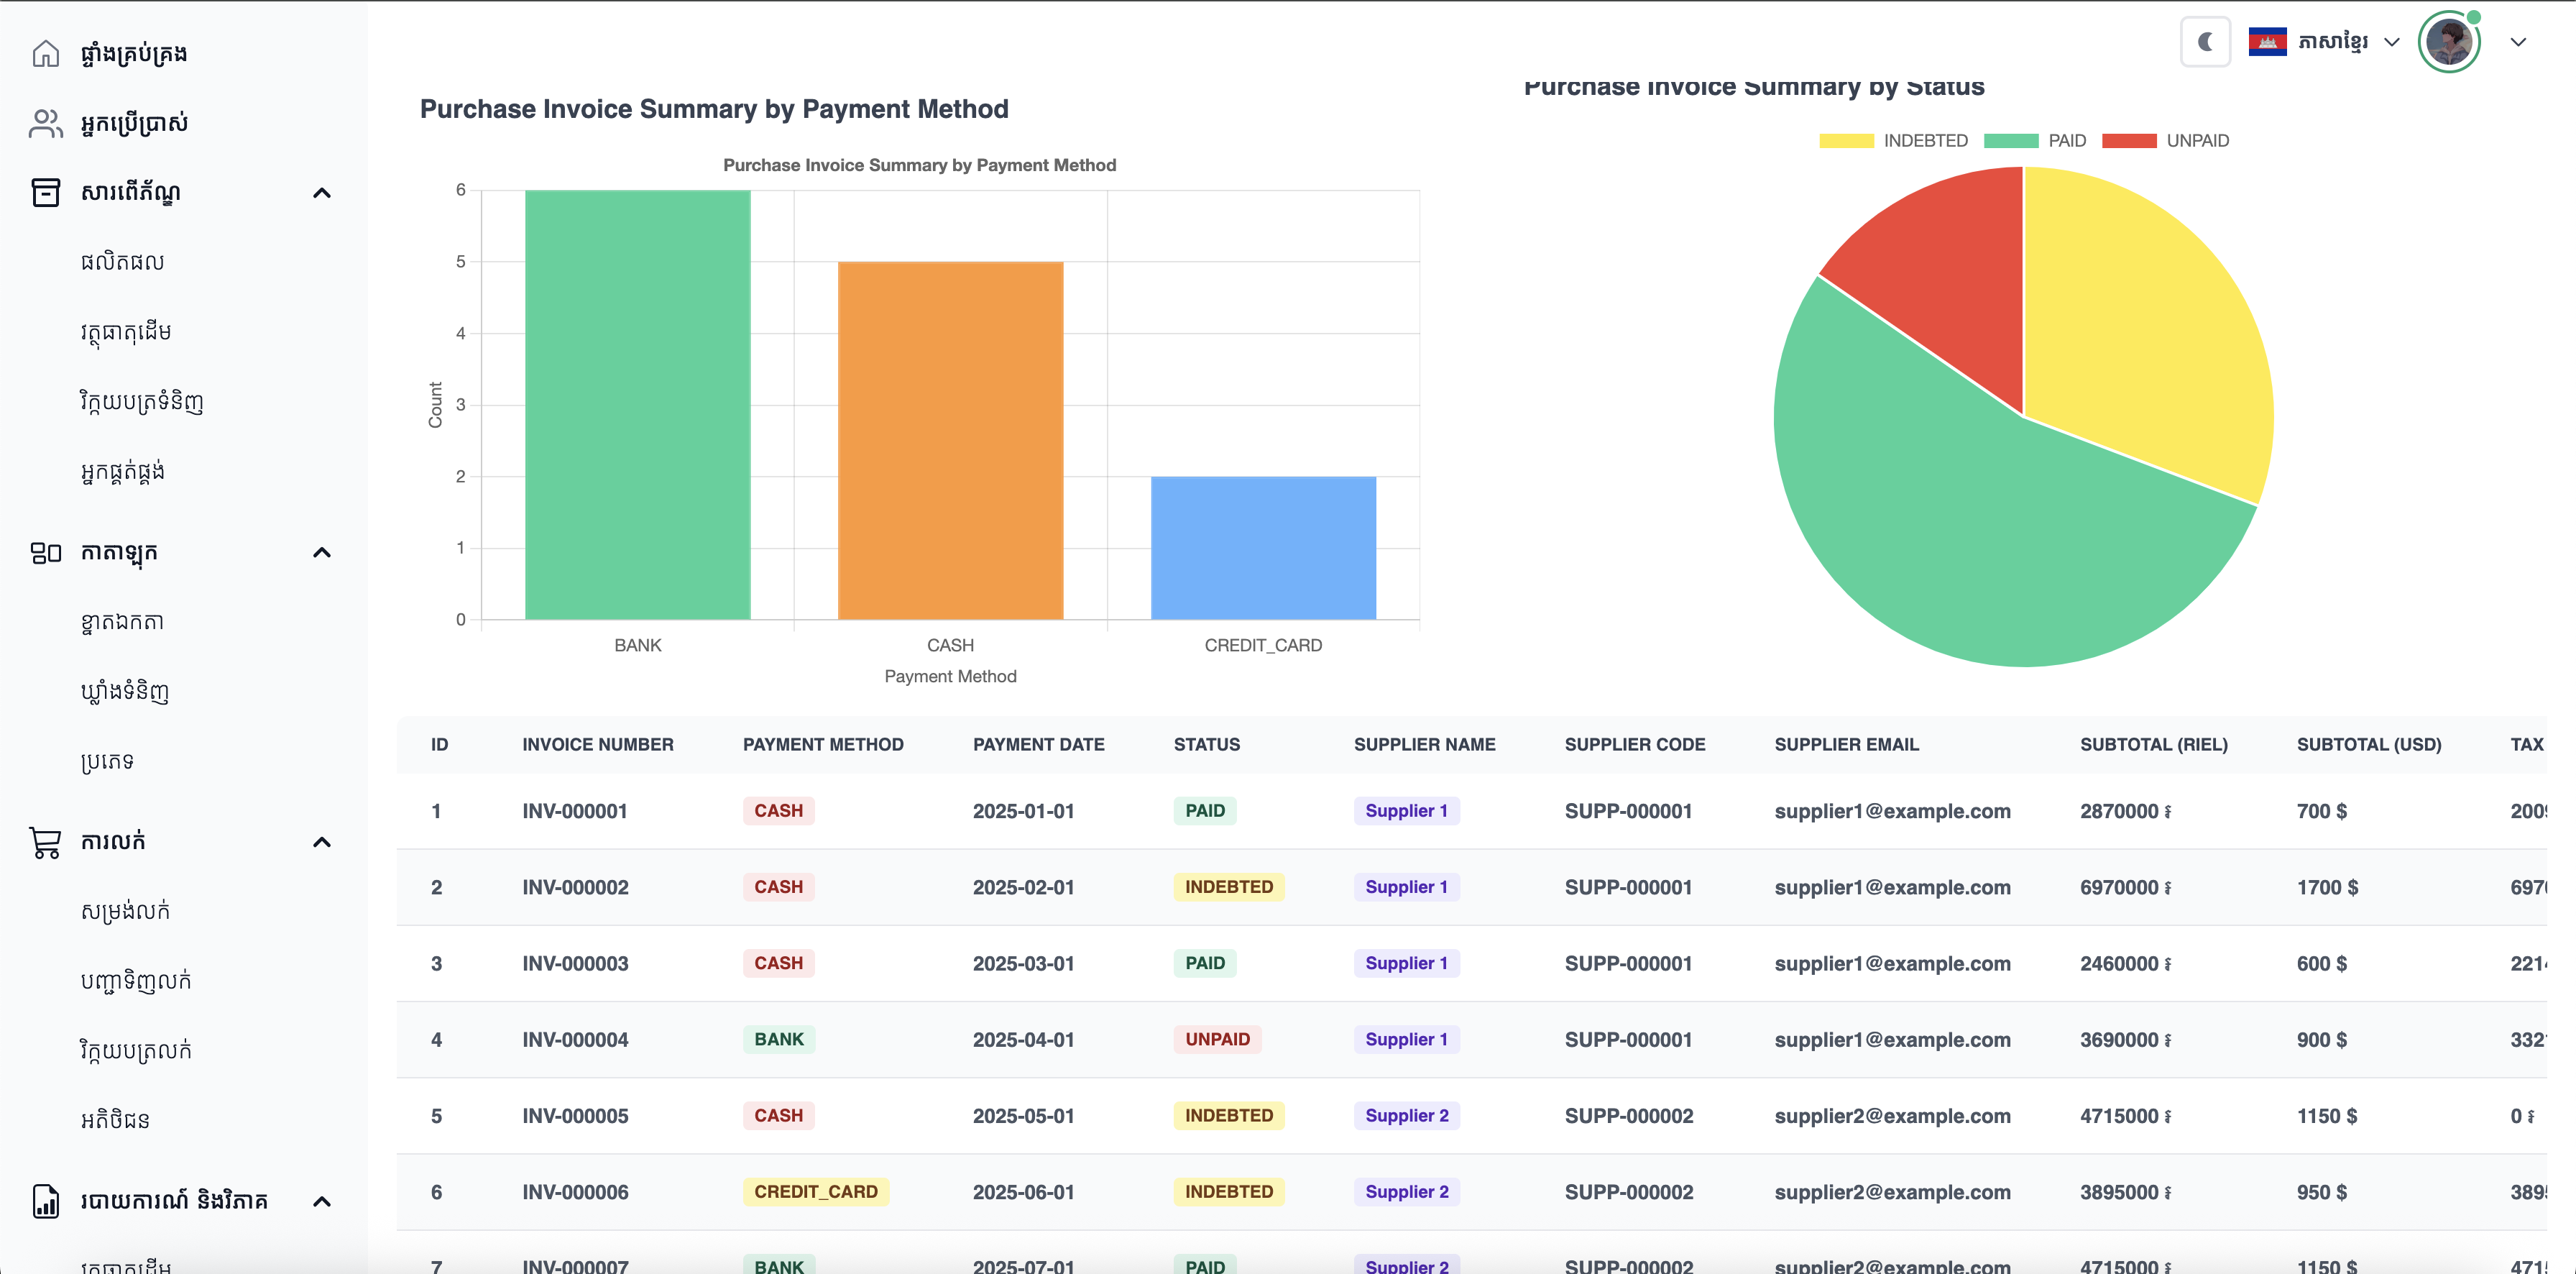 ផ្ទាំងគ្រប់គ្រង
អ្នកប្រើប្រាស់
សារពើភ័ណ្ឌ
ផលិតផល
វត្ថុធាតុដើម
វិក្កយបត្រទំនិញ
អ្នកផ្គត់ផ្គង់
កាតាឡុក
ខ្នាតឯកតា
ឃ្លាំងទំនិញ
ប្រភេទ
ការលក់
សម្រង់លក់
បញ្ជាទិញលក់
វិក្កយបត្រលក់
អតិថិជន
របាយការណ៍ និងវិភាគ
វត្ថុធាតុដើម
ភាសាខ្មែរ
Purchase Invoice Summary by Payment Method
Purchase Invoice Summary by Payment Method
6
5
4
3
2
1
0
Count
BANK CASH CREDIT_CARD
Payment Method
Purchase Invoice Summary by Status
INDEBTED PAID UNPAID
ID INVOICE NUMBER PAYMENT METHOD PAYMENT DATE STATUS SUPPLIER NAME SUPPLIER CODE SUPPLIER EMAIL SUBTOTAL (RIEL) SUBTOTAL (USD) TAX
1 INV-000001 CASH 2025-01-01 PAID Supplier 1 SUPP-000001 supplier1@example.com 2870000 ៛ 700 $ 200
2 INV-000002 CASH 2025-02-01 INDEBTED Supplier 1 SUPP-000001 supplier1@example.com 6970000 ៛ 1700 $ 697
3 INV-000003 CASH 2025-03-01 PAID Supplier 1 SUPP-000001 supplier1@example.com 2460000 ៛ 600 $ 221
4 INV-000004 BANK 2025-04-01 UNPAID Supplier 1 SUPP-000001 supplier1@example.com 3690000 ៛ 900 $ 332
5 INV-000005 CASH 2025-05-01 INDEBTED Supplier 2 SUPP-000002 supplier2@example.com 4715000 ៛ 1150 $ 0 ៛
6 INV-000006 CREDIT_CARD 2025-06-01 INDEBTED Supplier 2 SUPP-000002 supplier2@example.com 3895000 ៛ 950 $ 389
7 INV-000007 BANK 2025-07-01 PAID Supplier 2 SUPP-000002 supplier2@example.com 4715000 ៛ 1150 $ 471